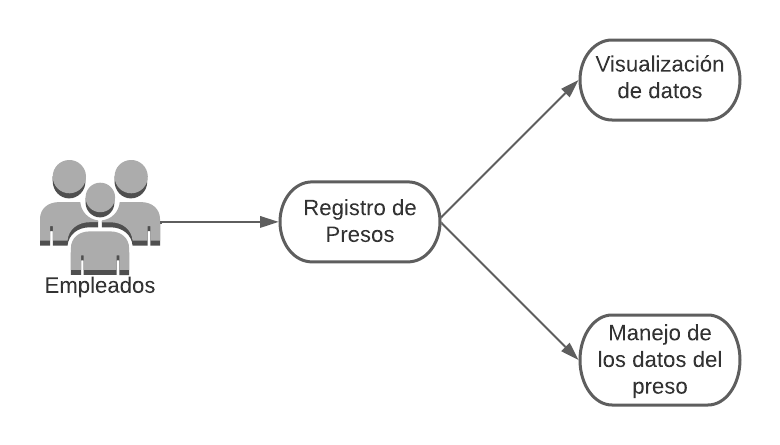 Visualización
de datos
Registro de
Presos
Empleados
Manejo de
los datos del
preso